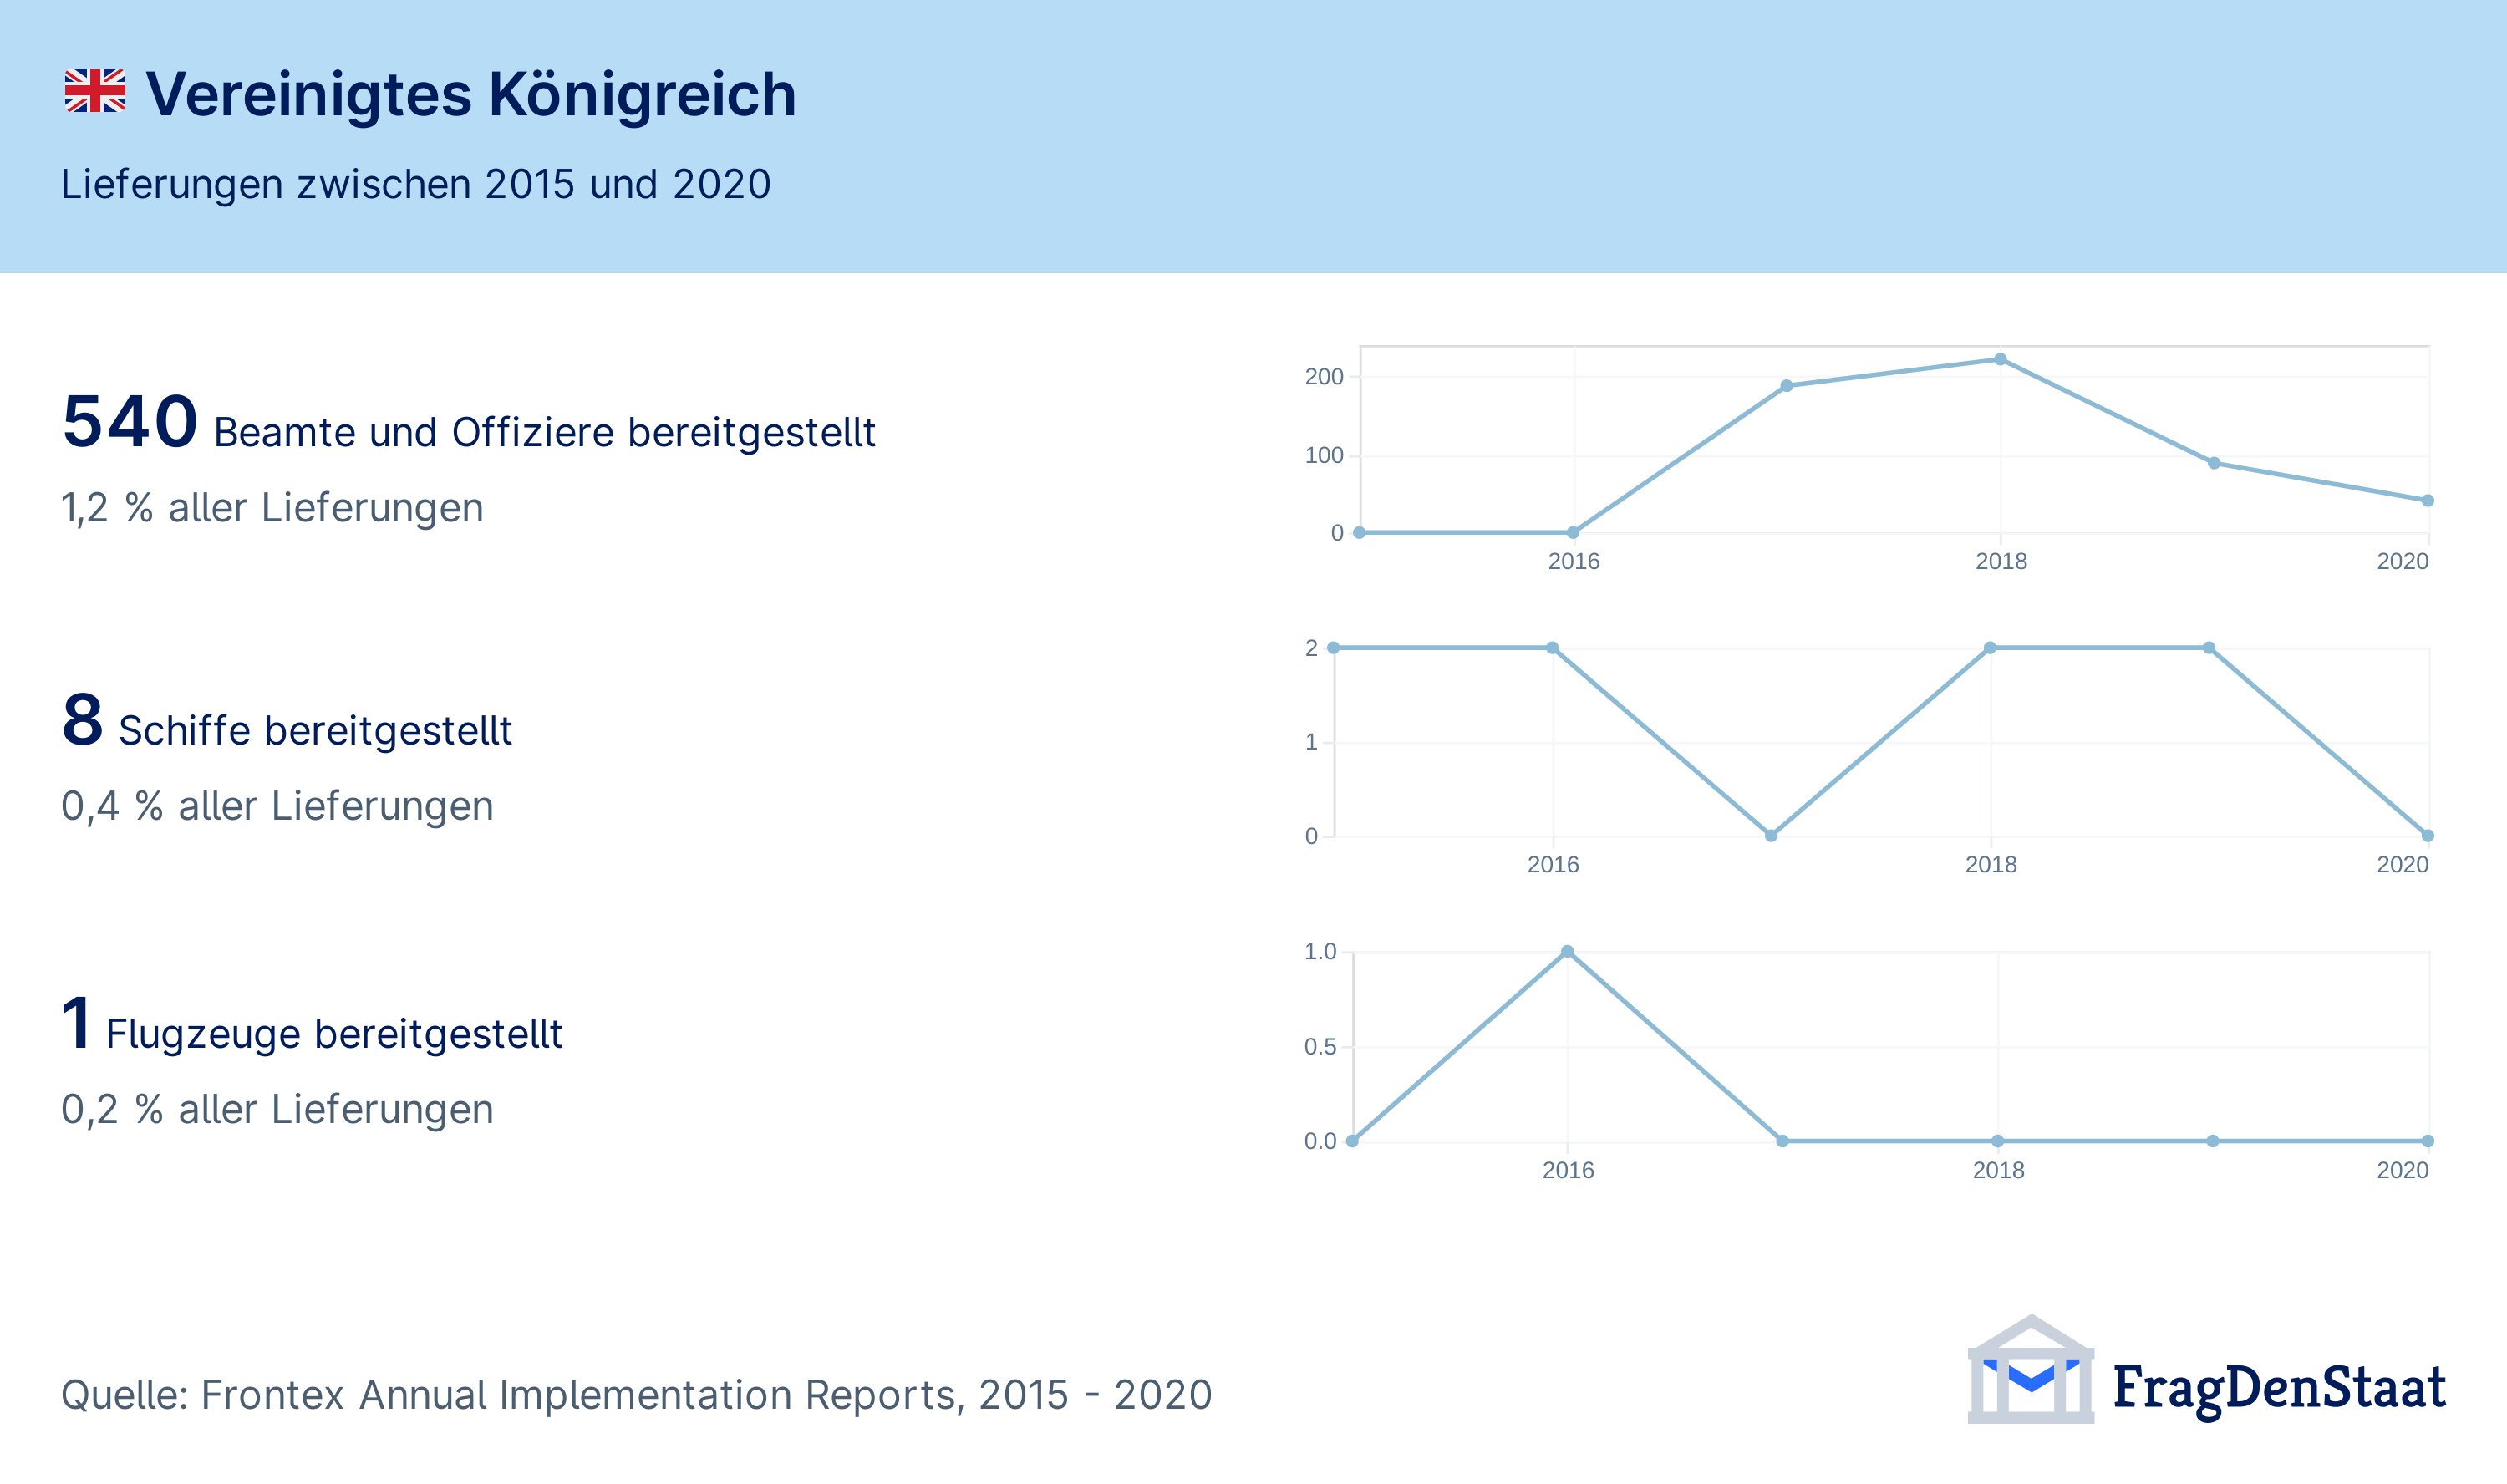 Vereinigtes Königreich
Lieferungen zwischen 2015 und 2020
540 Beamte und Offiziere bereitgestellt
1,2 % aller Lieferungen
200
100
0
2016 2018 2020
8 Schiffe bereitgestellt
0,4 % aller Lieferungen
2
1
0
2016 2018 2020
1 Flugzeuge bereitgestellt
0,2 % aller Lieferungen
1.0
0.5
0.0
2016 2018 2020
Quelle: Frontex Annual Implementation Reports, 2015 - 2020
FragDenStaat